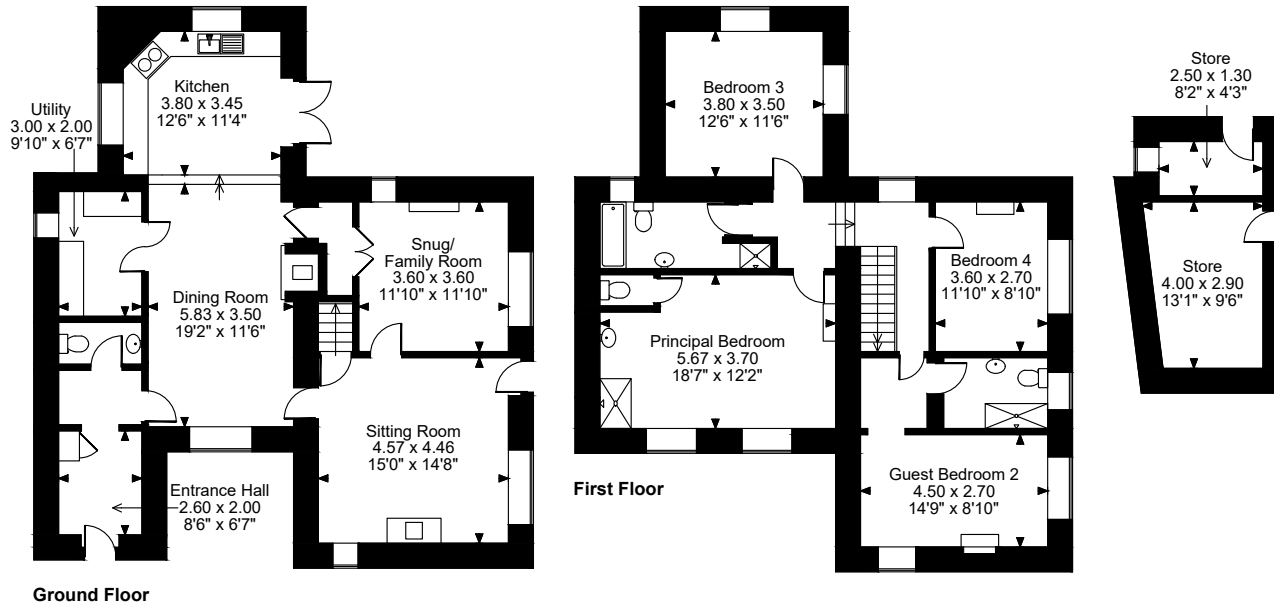 Kitchen
3.80 x 3.45
12'6" x 11'4"
Utility
3.00 x 2.00
9'10" x 6'7"
Snug/
Family Room
3.60 x 3.60
11'10" x 11'10"
Dining Room
5.83 x 3.50
19'2" x 11'6"
Sitting Room
4.57 x 4.46
15'0" x 14'8"
Entrance Hall
2.60 x 2.00
8'6" x 6'7"
Ground Floor
Bedroom 3
3.80 x 3.50
12'6" x 11'6"
Bedroom 4
3.60 x 2.70
11'10" x 8'10"
Principal Bedroom
5.67 x 3.70
18'7" x 12'2"
Guest Bedroom 2
4.50 x 2.70
14'9" x 8'10"
First Floor
Store
2.50 x 1.30
8'2" x 4'3"
Store
4.00 x 2.90
13'1" x 9'6"